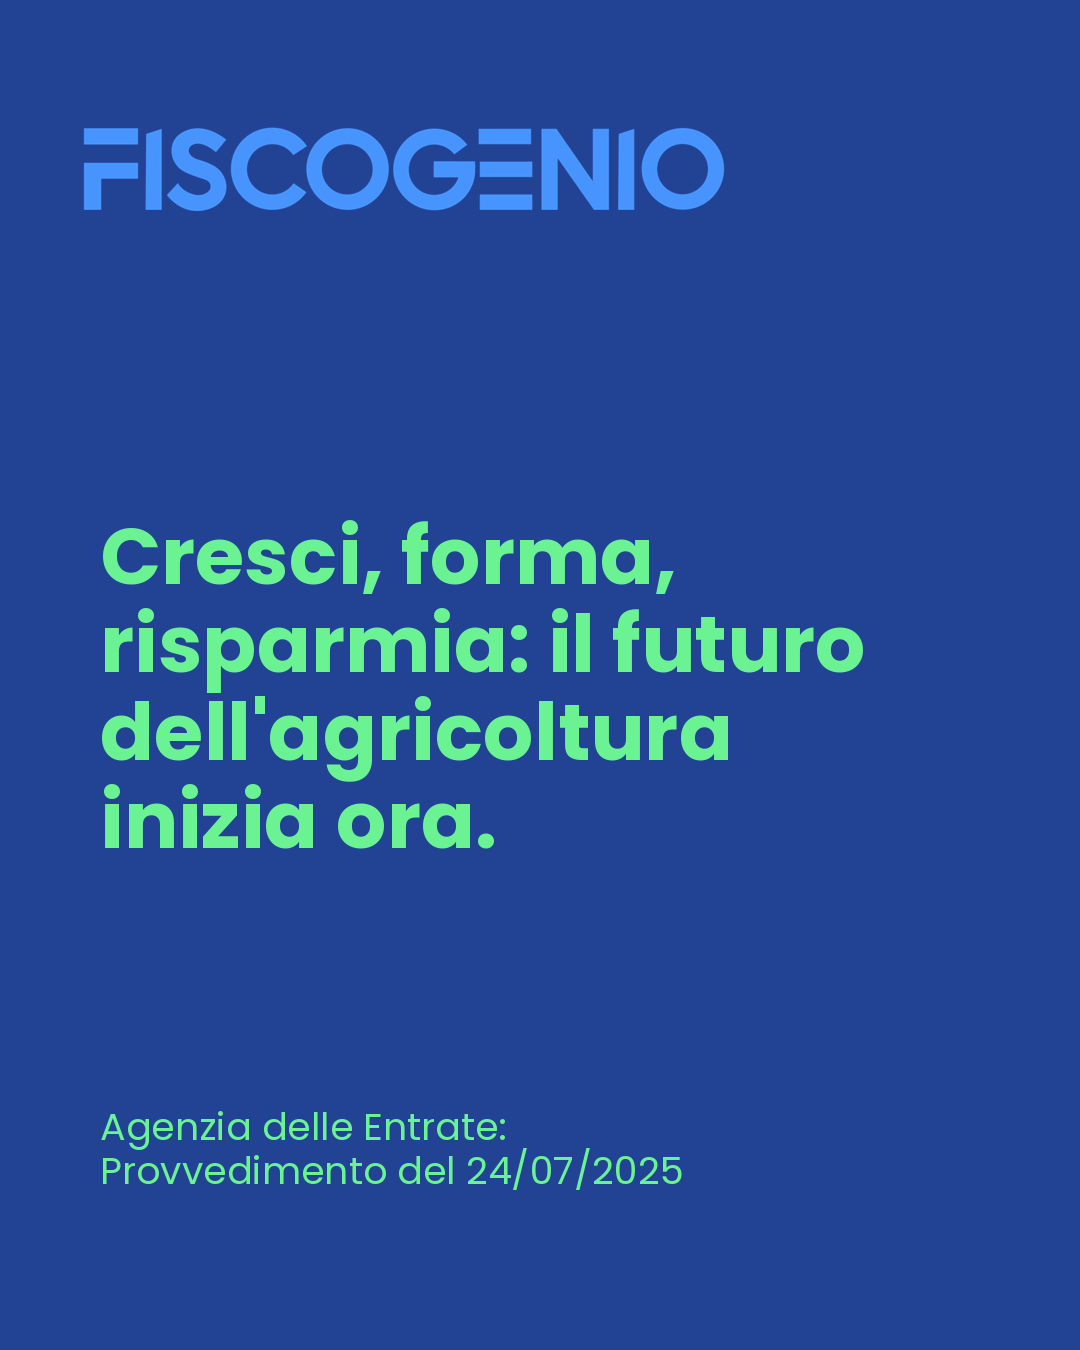 FISCOGENIO
Cresci, forma,
risparmia: il futuro
dell'agricoltura
inizia ora.
Agenzia delle Entrate:
Provvedimento del 24/07/2025